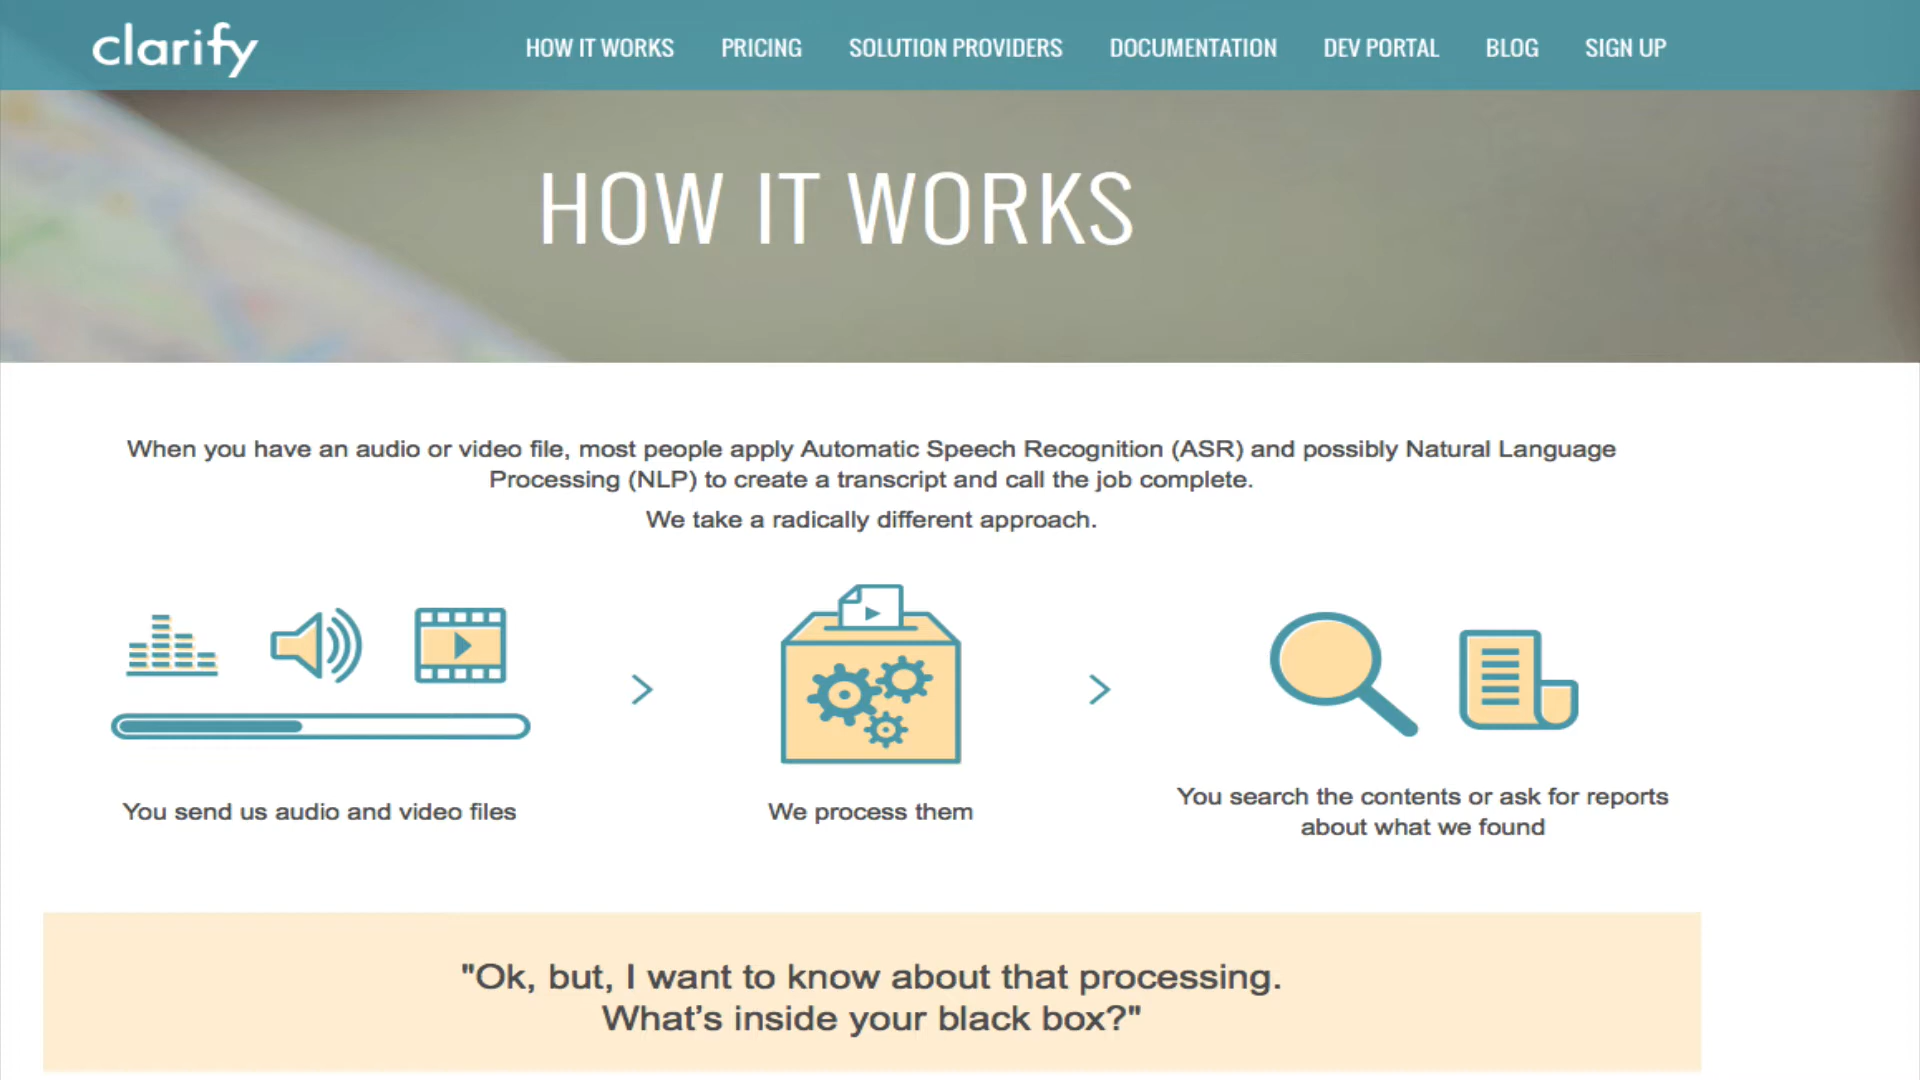 clarify
HOW IT WORKS
PRICING
SOLUTION PROVIDERS
DOCUMENTATION
DEV PORTAL
BLOG
SIGN UP
HOW IT WORKS
When you have an audio or video file, most people apply Automatic Speech Recognition (ASR) and possibly Natural Language
Processing (NLP) to create a transcript and call the job complete.
We take a radically different approach.
You send us audio and video files
We process them
You search the contents or ask for reports
about what we found
"Ok, but, I want to know about that processing.
What's inside your black box?"